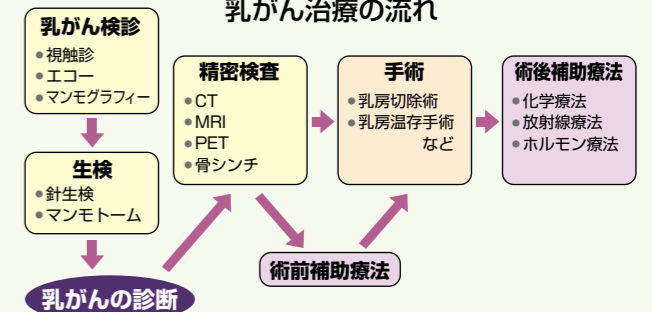 乳がん治療の流れ
乳がん検診
●視触診
●エコー
●マンモグラフィー
生検
●針生検
●マンモトーム
乳がんの診断
精密検査
●CT
●MRI
●PET
●骨シンチ
術前補助療法
手術
●乳房切除術
●乳房温存手術
など
術後補助療法
●化学療法
●放射線療法
●ホルモン療法